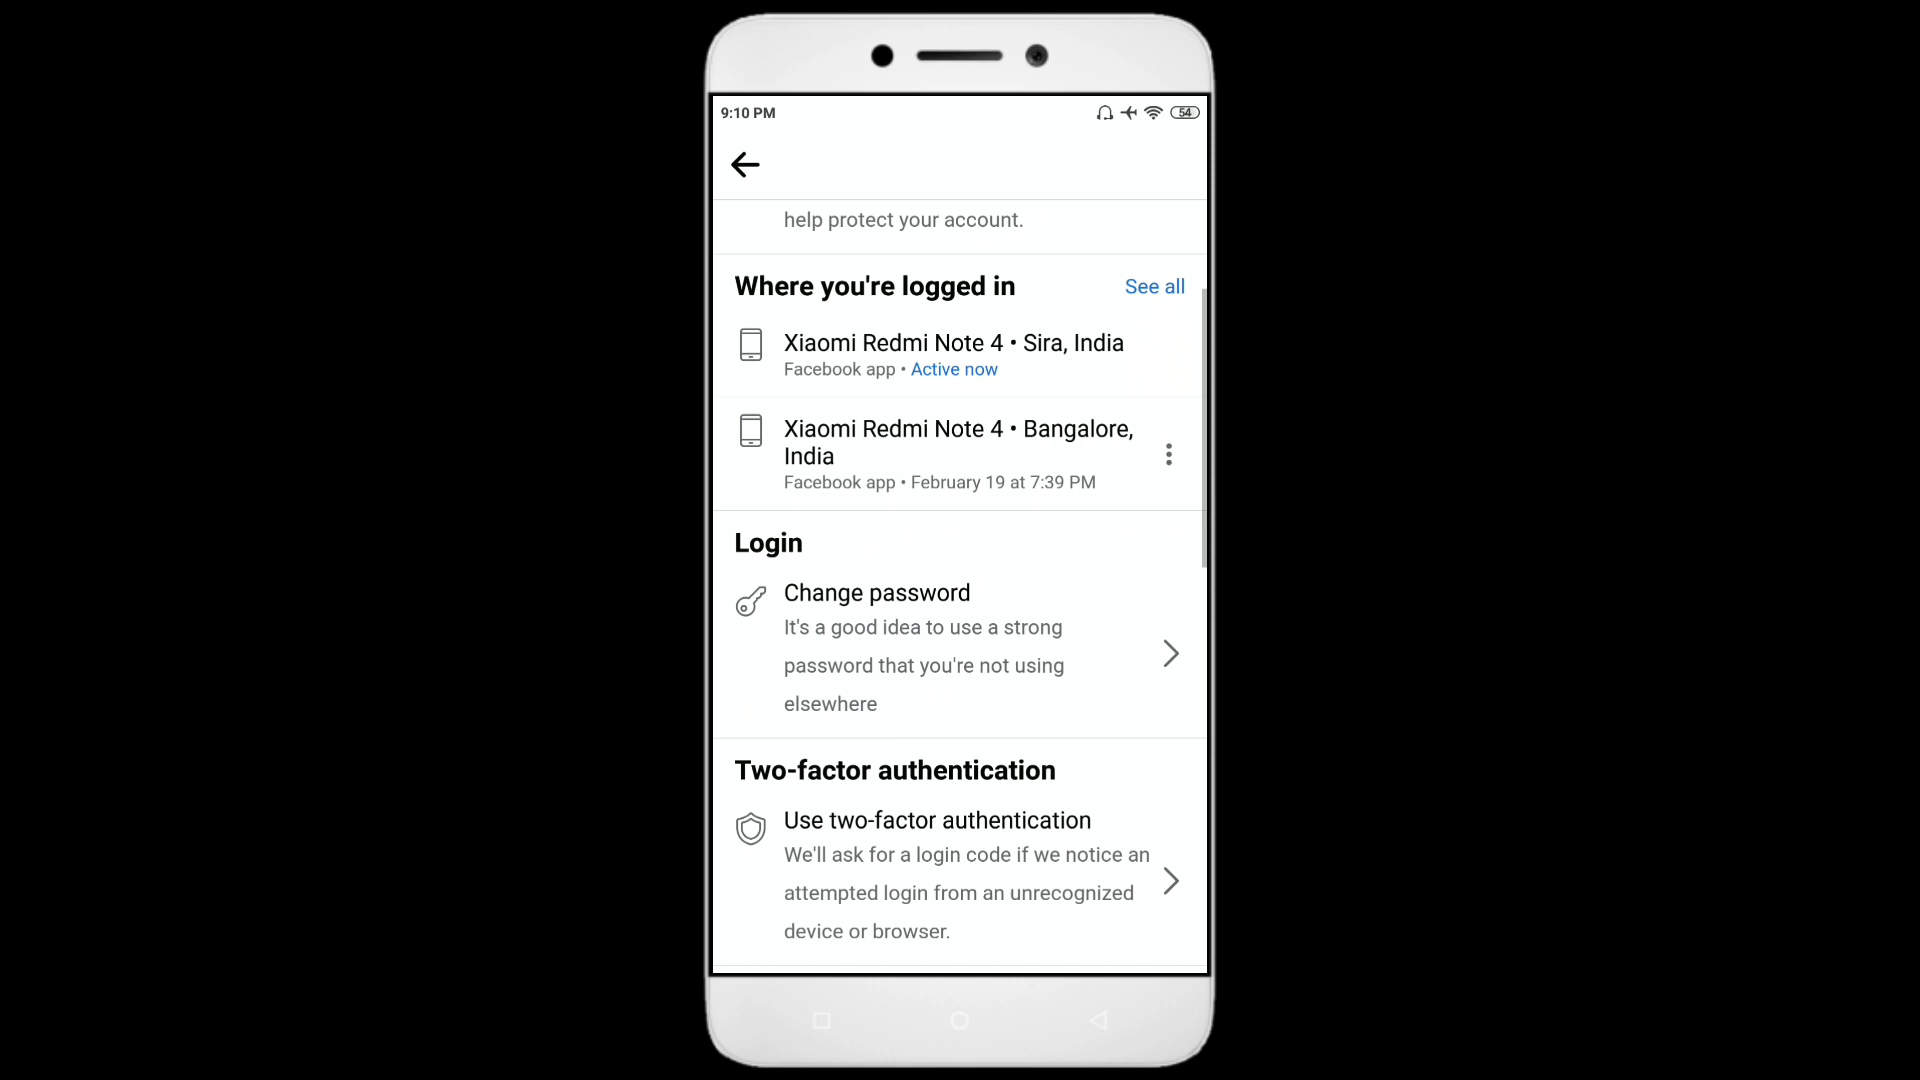 9:10 PM
54
help protect your account.
Where you're logged in
See all
Xiaomi Redmi Note 4 • Sira, India
Facebook app • Active now
Xiaomi Redmi Note 4 • Bangalore,
India
Facebook app • February 19 at 7:39 PM
Login
Change password
It's a good idea to use a strong
password that you're not using
elsewhere
Two-factor authentication
Use two-factor authentication
We'll ask for a login code if we notice an
attempted login from an unrecognized
device or browser.